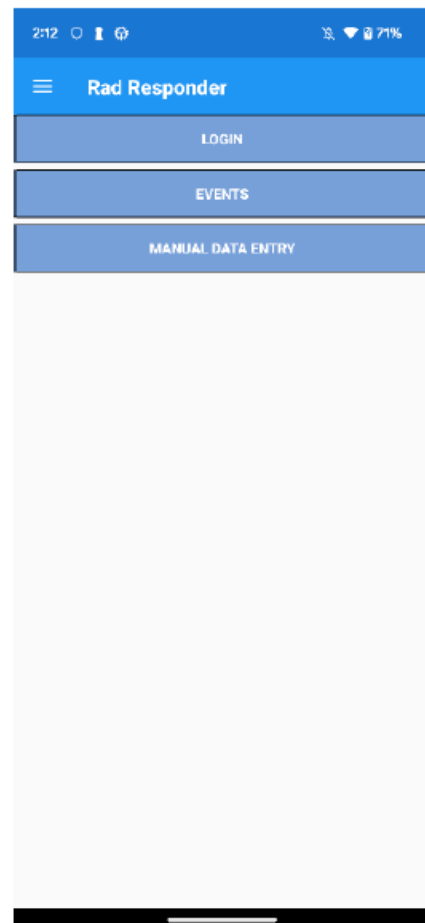 2:12 71%
Rad Responder
LOGIN
EVENTS
MANUAL DATA ENTRY